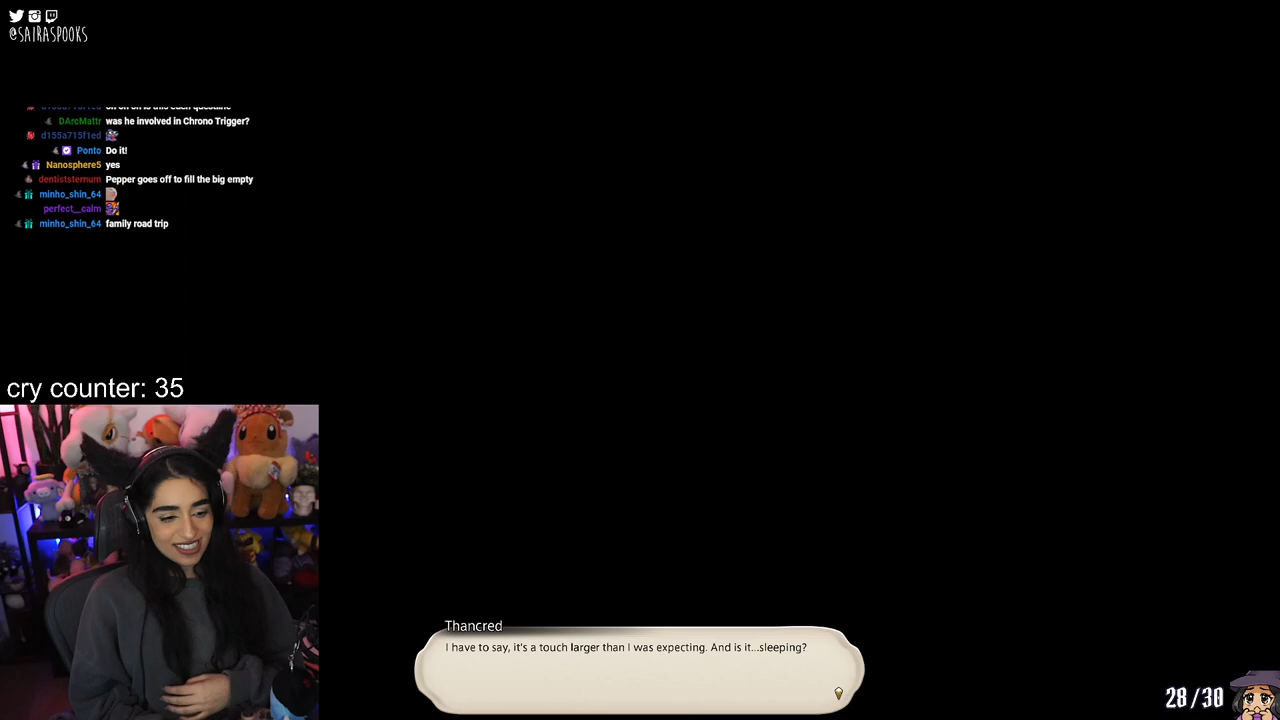 @SAIRASPOOKS
DArcMattr was he involved in Chrono Trigger?
d155a715f1ed
Ponto Do it!
Nanosphere5 yes
dentiststernum Pepper goes off to fill the big empty
minho_shin_64
perfect__calm
minho_shin_64 family road trip
cry counter: 35
Thancred
I have to say, it's a touch larger than I was expecting. And is it...sleeping?
28/30